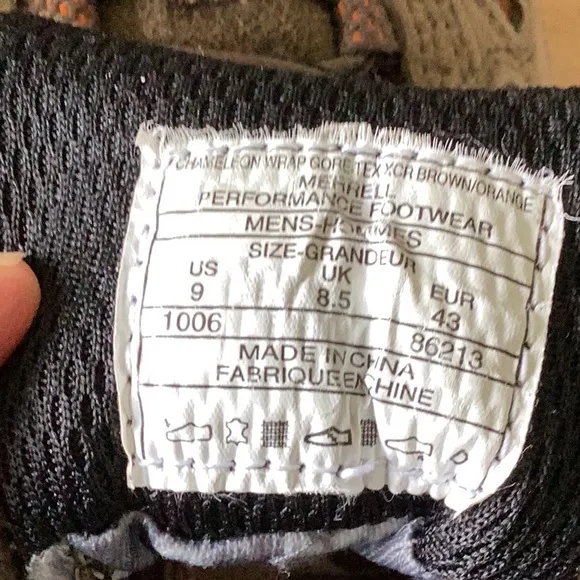 CHAMELEON WRAP GORE-TEX XCR BROWN/ORANGE
MERRELL
PERFORMANCE FOOTWEAR
MENS-HOMMES
SIZE-GRANDEUR
US UK EUR
9 8.5 43
1006 86213
MADE IN CHINA
FABRIQUE EN CHINE